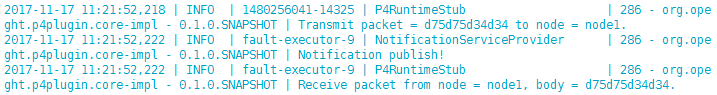 2017-11-17 11:21:52,218 | INFO  | 1480256041-14325 | P4RuntimeStub                    | 286 - org.ope
ght.p4plugin.core-impl - 0.1.0.SNAPSHOT | Transmit packet = d75d75d34d34 to node = node1.
2017-11-17 11:21:52,222 | INFO  | fault-executor-9 | NotificationServiceProvider      | 286 - org.ope
ght.p4plugin.core-impl - 0.1.0.SNAPSHOT | Notification publish!
2017-11-17 11:21:52,222 | INFO  | fault-executor-9 | P4RuntimeStub                    | 286 - org.ope
ght.p4plugin.core-impl - 0.1.0.SNAPSHOT | Receive packet from node = node1, body = d75d75d34d34.